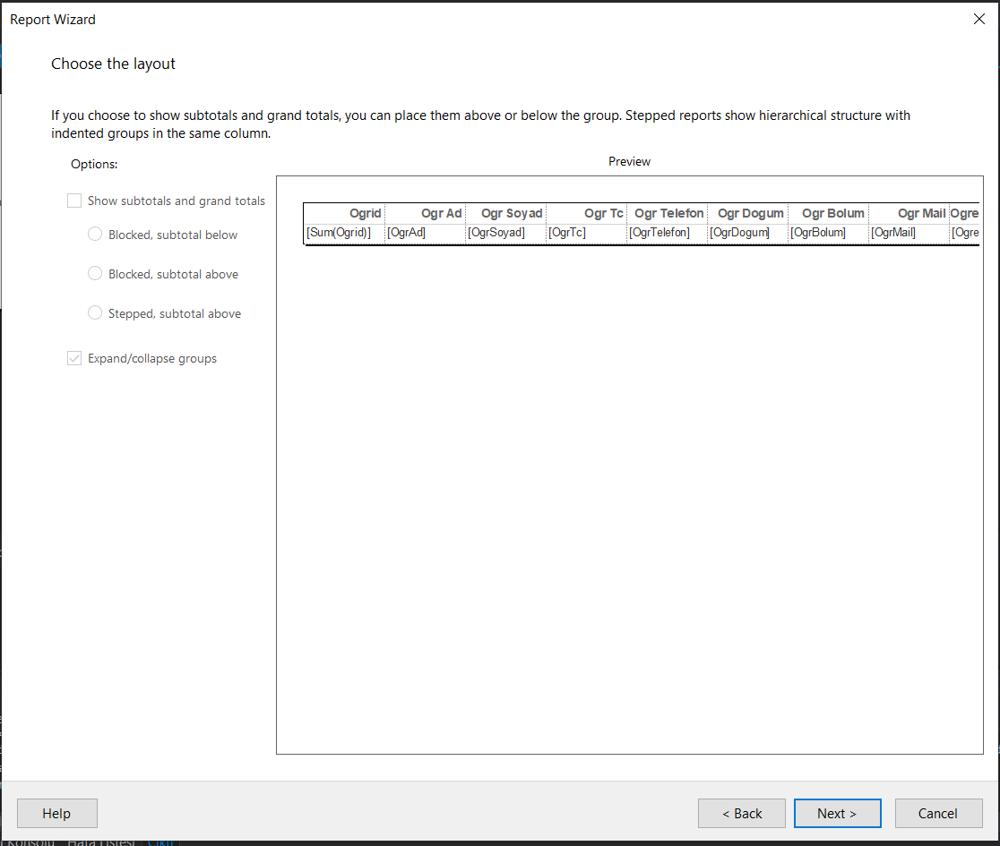 Report Wizard
Choose the layout
If you choose to show subtotals and grand totals, you can place them above or below the group. Stepped reports show hierarchical structure with
indented groups in the same column.
Options:
Preview
Show subtotals and grand totals
Blocked, subtotal below
Blocked, subtotal above
Stepped, subtotal above
Expand/collapse groups
Ogrid Ogr Ad Ogr Soyad Ogr Tc Ogr Telefon Ogr Dogum Ogr Bolum Ogr Mail Ogre
[Sum(Ogrid)] [OgrAd] [OgrSoyad] [OgrTc] [OgrTelefon] [OgrDogum] [OgrBolum] [OgrMail] [Ogre
Help
< Back
Next >
Cancel